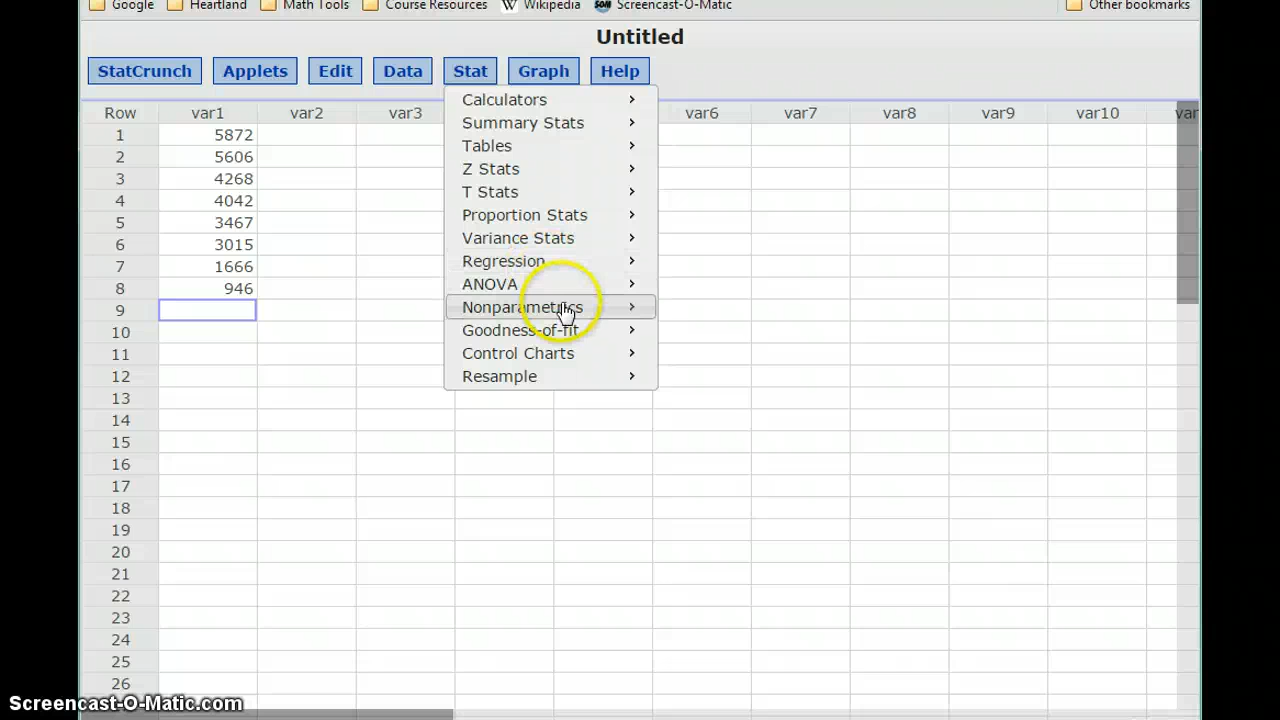 Google Heartland Math Tools Course Resources W Wikipedia SOM Screencast-O-Matic Other bookmarks
Untitled
StatCrunch Applets Edit Data Stat Graph Help
Row var1 var2 var3 var6 var7 var8 var9 var10 var
Calculators
Summary Stats
Tables
Z Stats
T Stats
Proportion Stats
Variance Stats
Regression
ANOVA
Nonparametrics
Goodness-of-fit
Control Charts
Resample
1 5872
2 5606
3 4268
4 4042
5 3467
6 3015
7 1666
8 946
9
10
11
12
13
14
15
16
17
18
19
20
21
22
23
24
25
26
Screencast-O-Matic.com